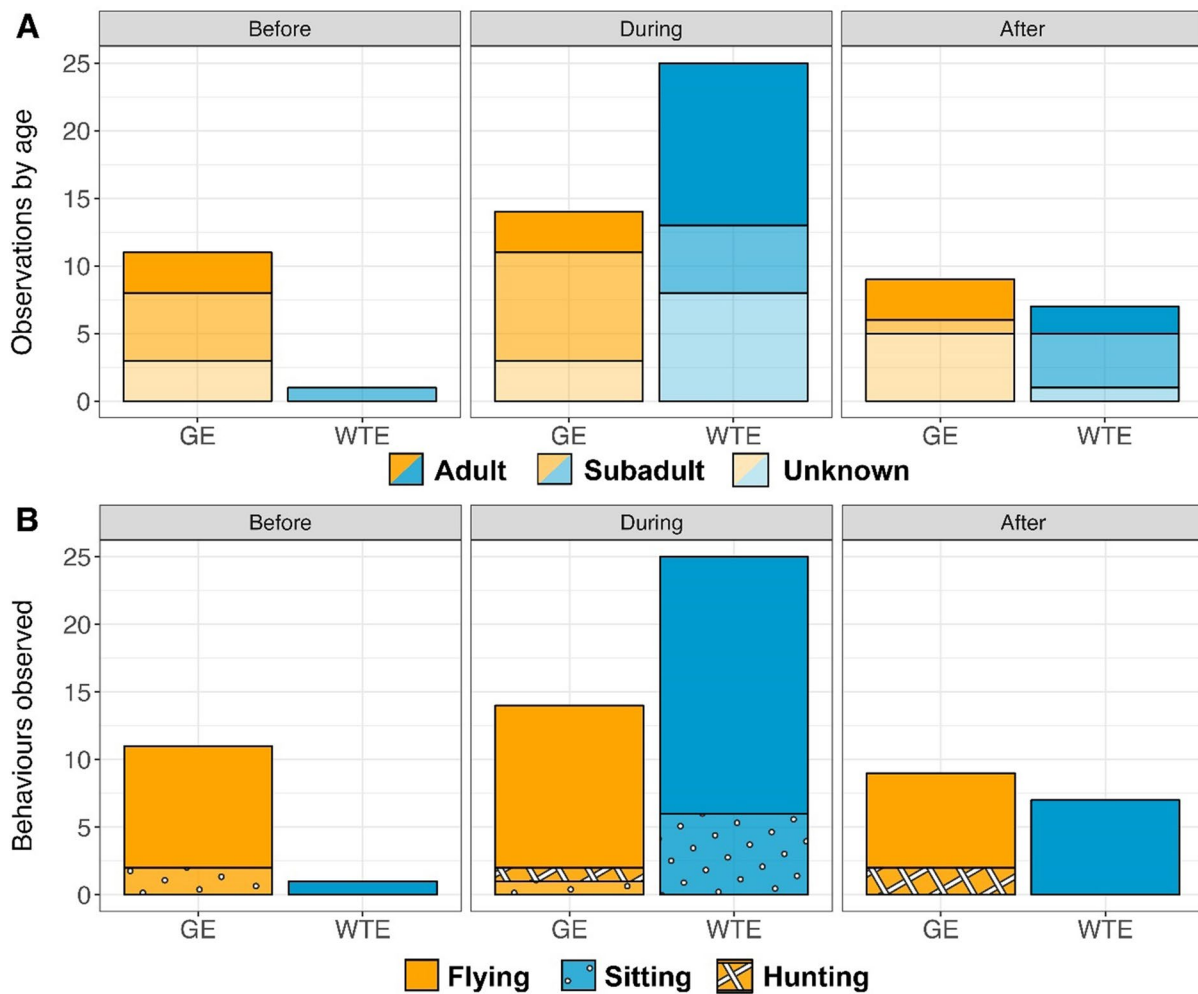 A
Before During After
Observations by age
25
20
15
10
5
0
GE WTE GE WTE GE WTE
Adult Subadult Unknown
B
Before During After
Behaviours observed
25
20
15
10
5
0
GE WTE GE WTE GE WTE
Flying Sitting Hunting